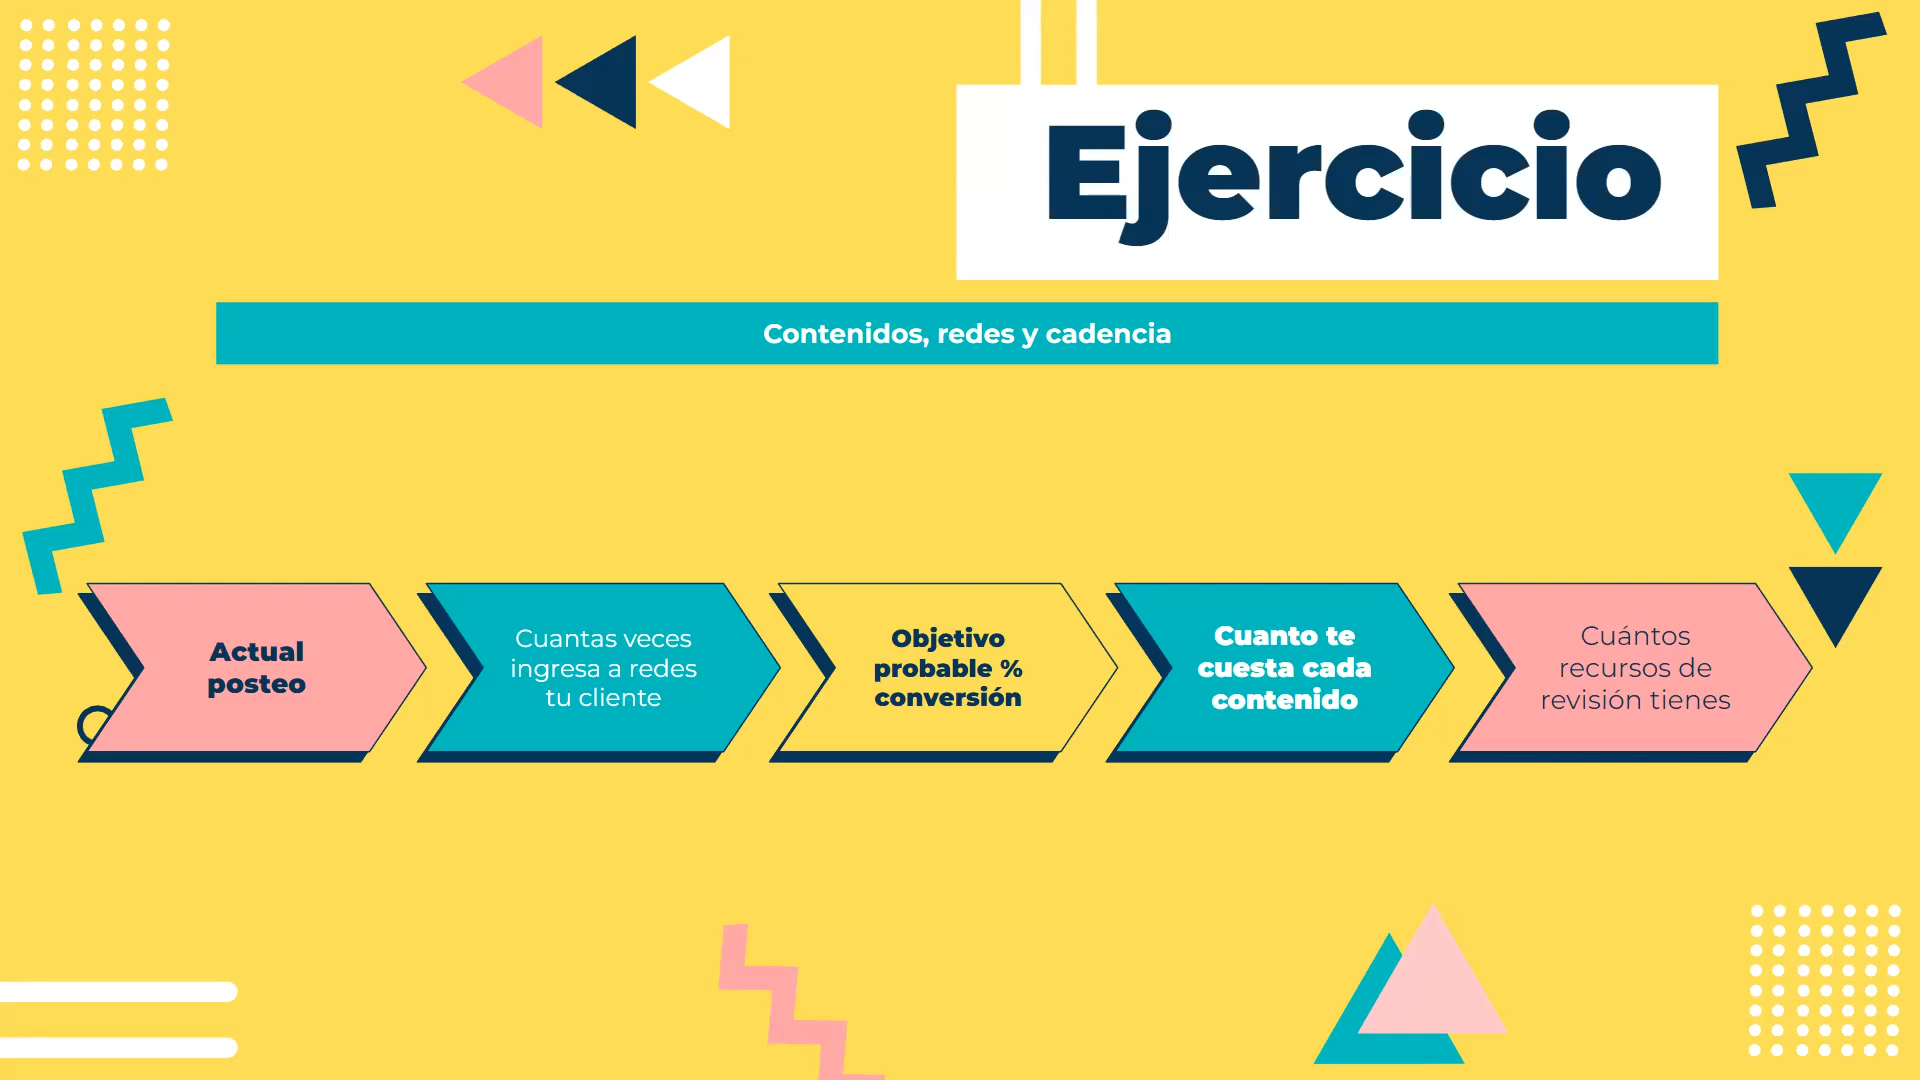 Ejercicio
Contenidos, redes y cadencia
Actual
posteo
Cuantas veces
ingresa a redes
tu cliente
Objetivo
probable %
conversión
Cuanto te
cuesta cada
contenido
Cuántos
recursos de
revisión tienes